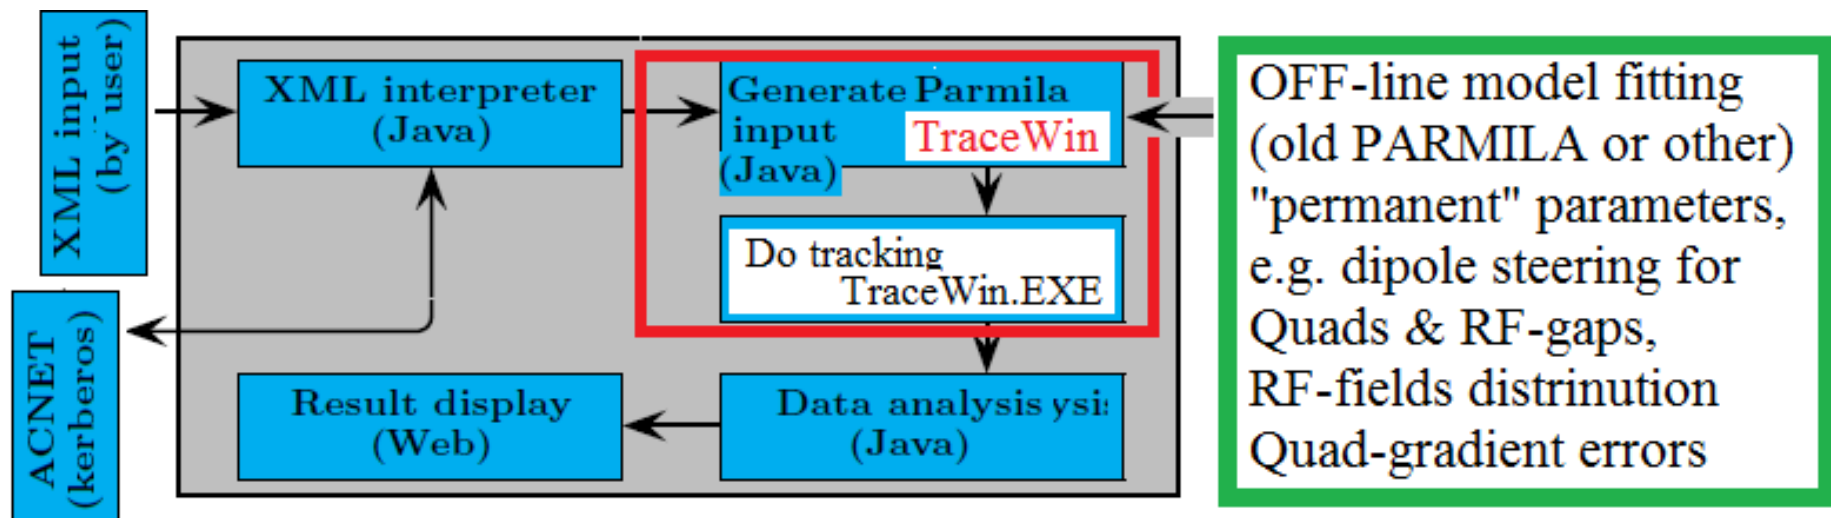 XML input
(by user)
ACNET
(kerberos)
XML interpreter
(Java)
Generate Parmila
input
TraceWin
(Java)
Do tracking
TraceWin.EXE
Result display
(Web)
Data analysis ysis
(Java)
OFF-line model fitting
(old PARMILA or other)
"permanent" parameters,
e.g. dipole steering for
Quads & RF-gaps,
RF-fields distrinution
Quad-gradient errors